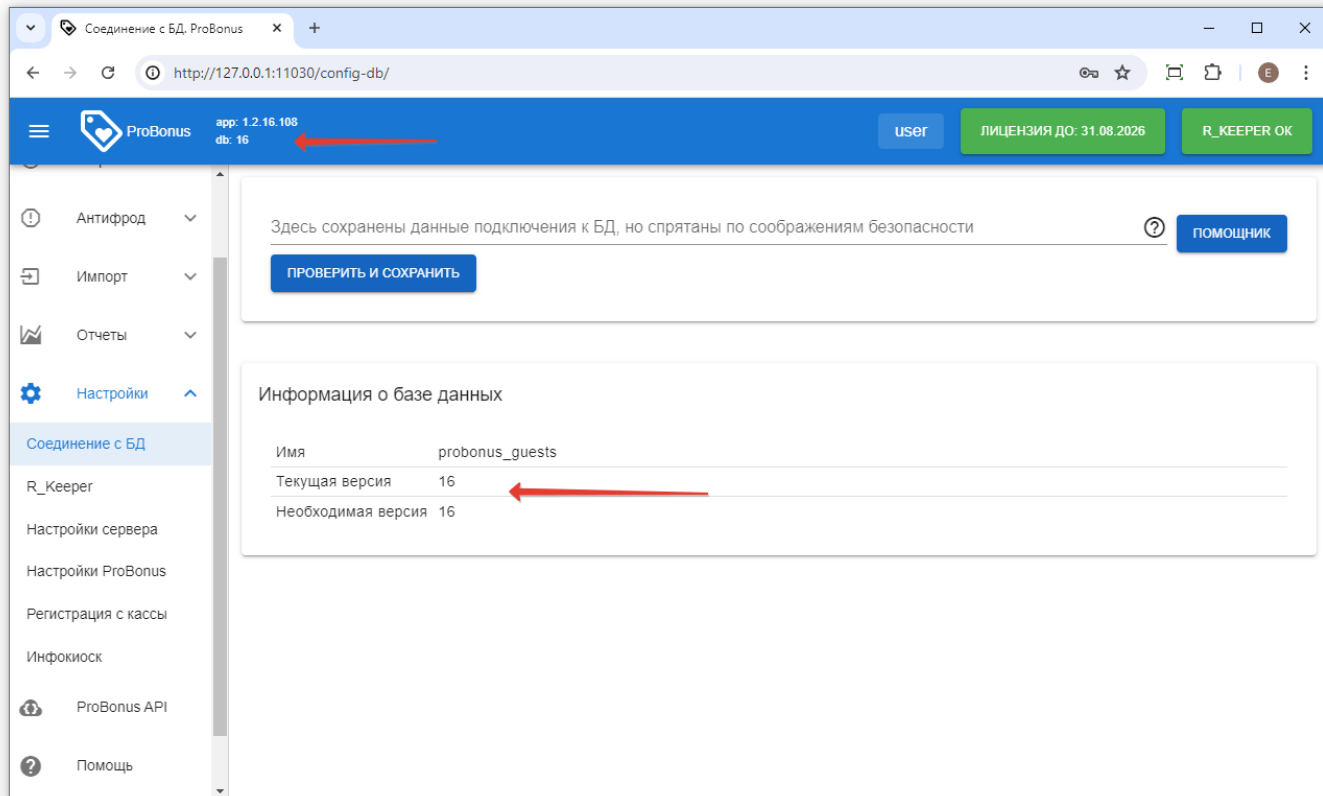 Соединение с БД, ProBonus
http://127.0.0.1:11030/config-db/
E
ProBonus
app: 1.2.16.108
db: 16
user
ЛИЦЕНЗИЯ ДО: 31.08.2026
R_KEEPER OK
Антифрод
Импорт
Отчеты
Настройки
Соединение с БД
R_Keeper
Настройки сервера
Настройки ProBonus
Регистрация с кассы
Инфокиоск
ProBonus API
Помощь
Здесь сохранены данные подключения к БД, но спрятаны по соображениям безопасности
ПОМОЩНИК
ПРОВЕРИТЬ И СОХРАНИТЬ
Информация о базе данных
Имя probonus_guests
Текущая версия 16
Необходимая версия 16